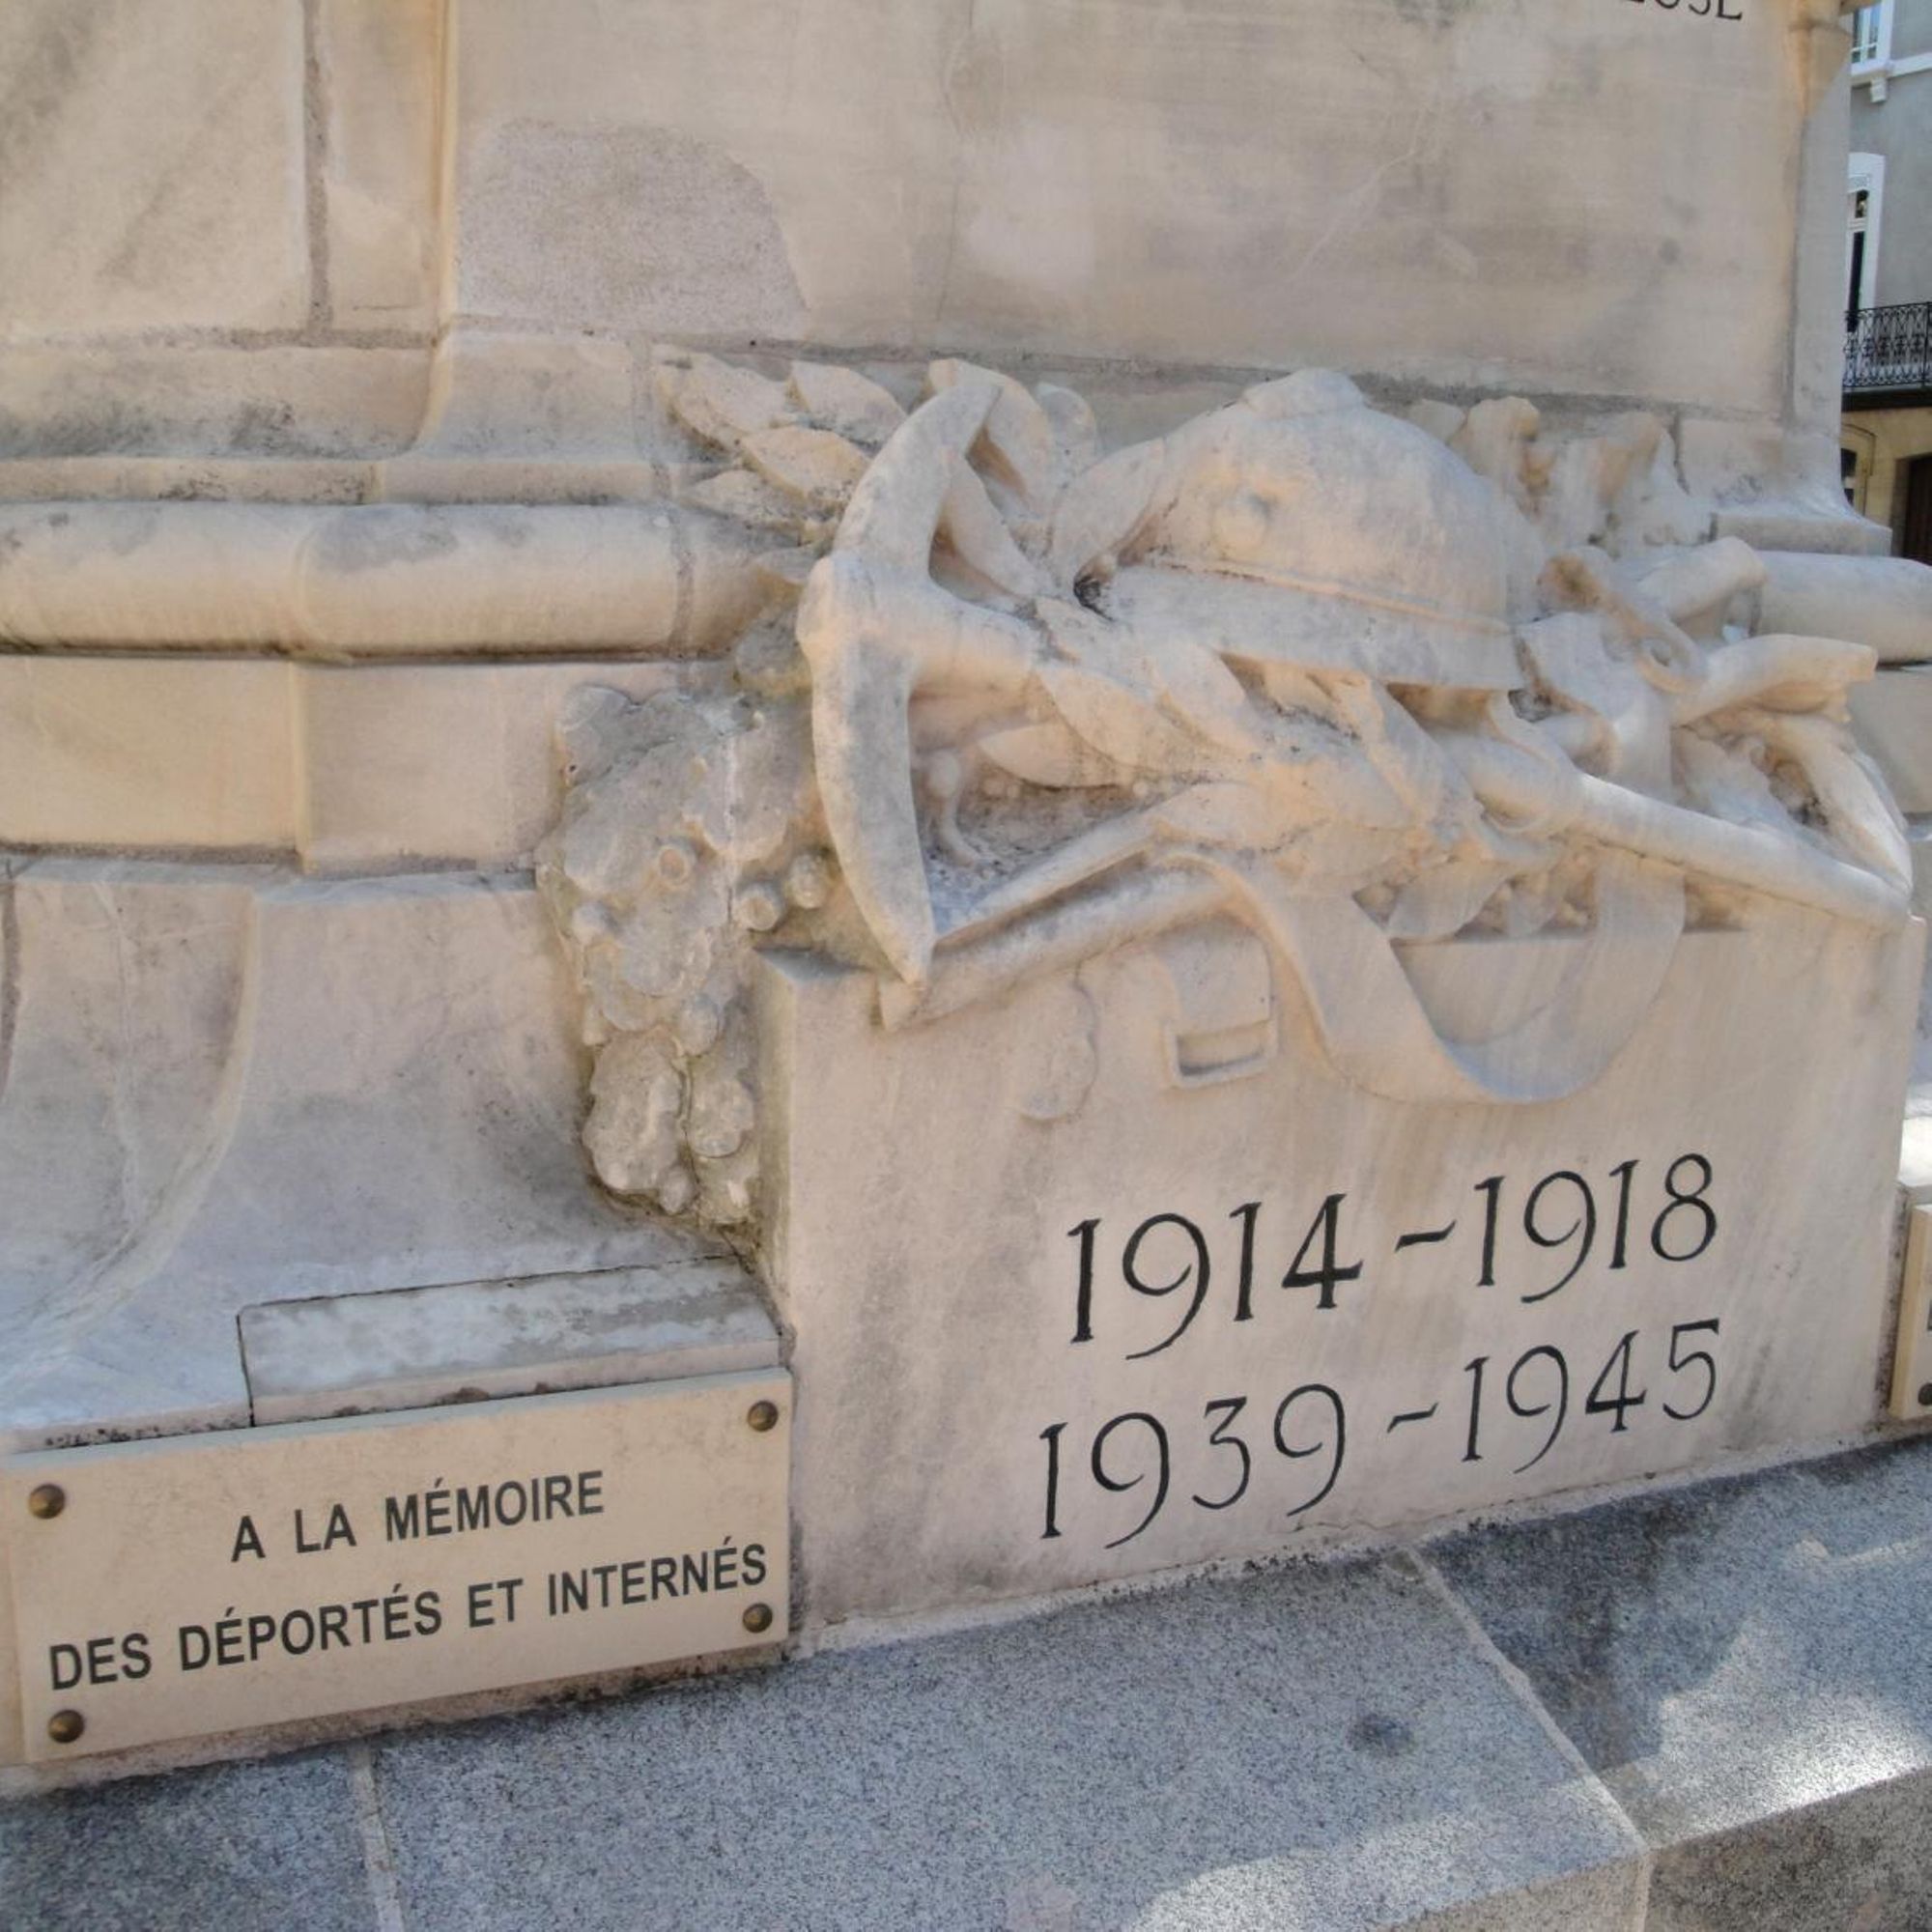 1914-1918
1939-1945
A LA MÉMOIRE
DES DÉPORTÉS ET INTERNÉS